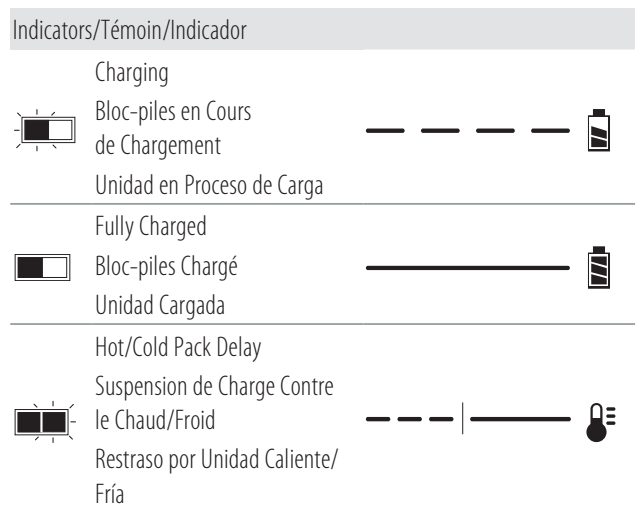 Indicators/Témoin/Indicador
Charging
Bloc-piles en Cours
de Chargement
Unidad en Proceso de Carga
Fully Charged
Bloc-piles Chargé
Unidad Cargada
Hot/Cold Pack Delay
Suspension de Charge Contre
le Chaud/Froid
Restraso por Unidad Caliente/
Fría